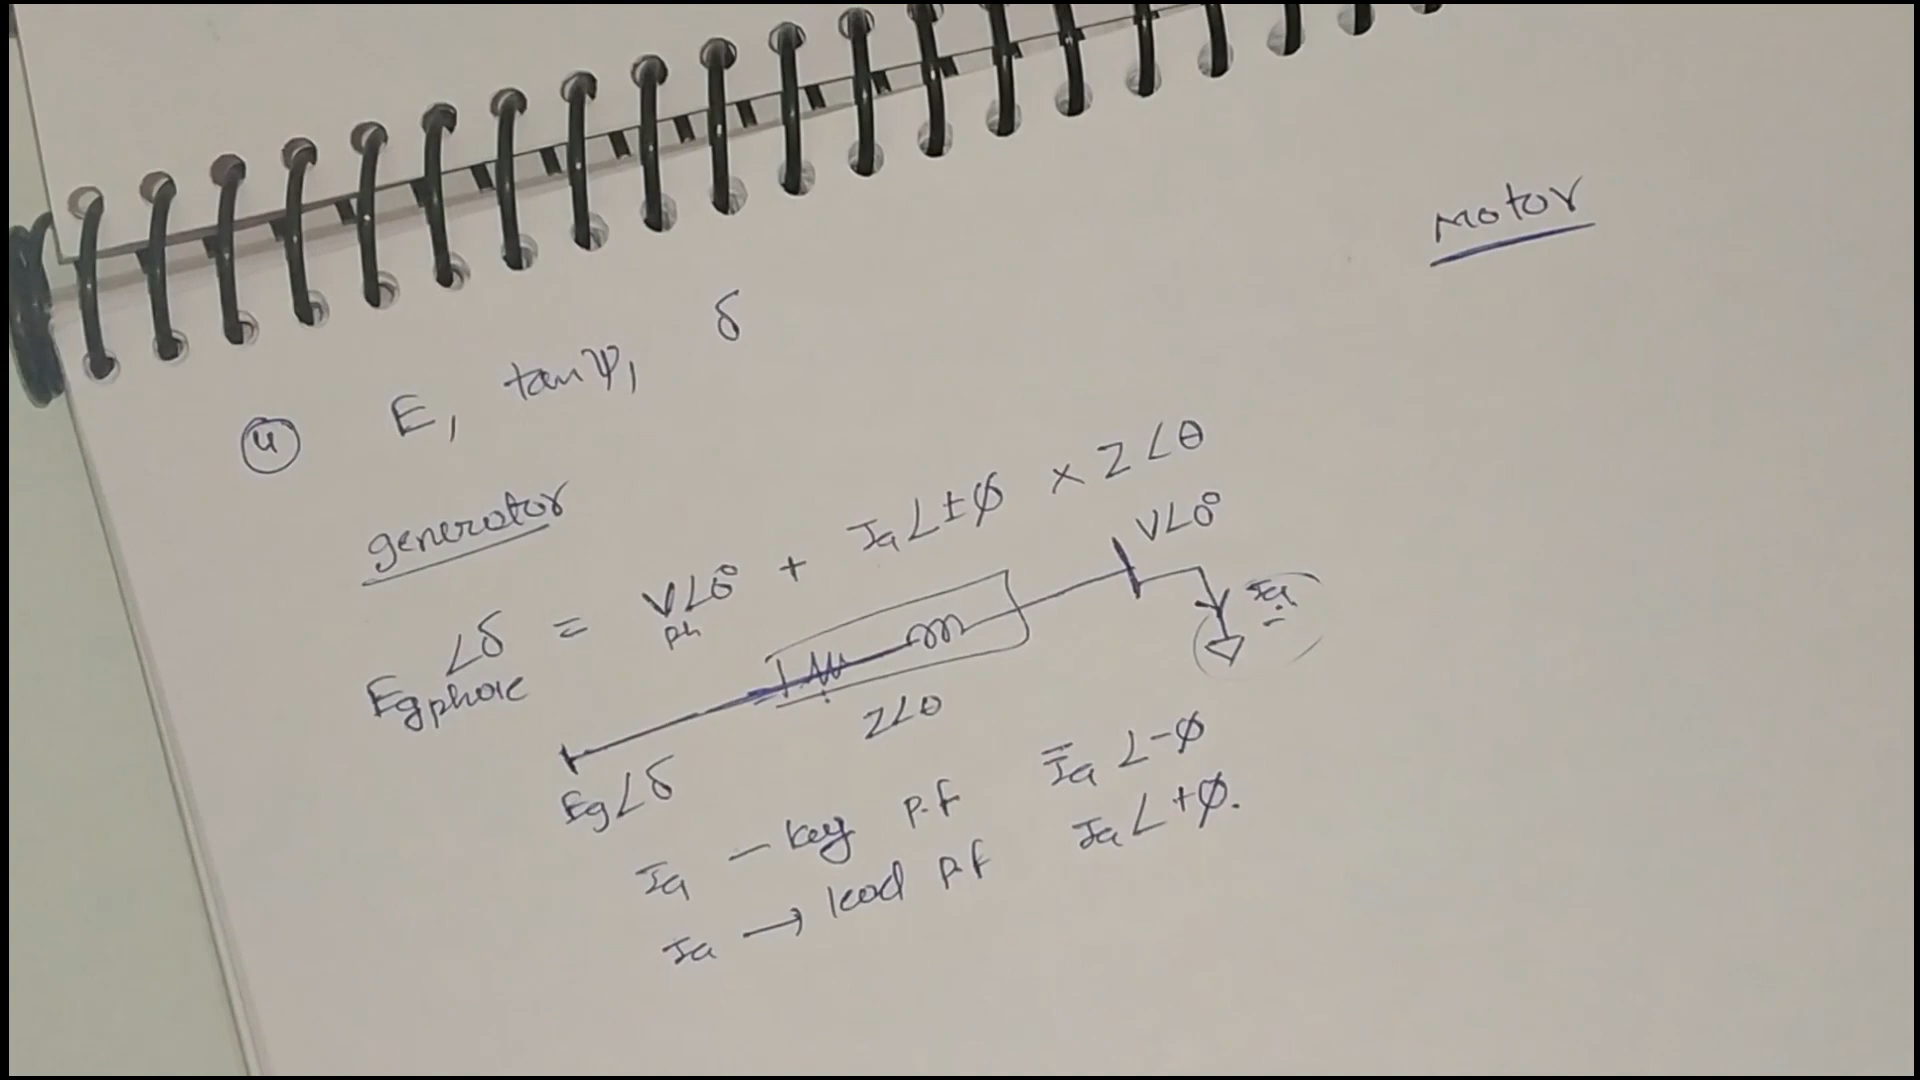 Motor
④ E, tanψ, δ
generator
Eg phase ∠δ = V ph ∠0° + Ia ∠±ϕ × Z∠θ
V∠0°
Ia
Z∠θ
Eg∠δ
Ia – lag p.f Ia ∠-ϕ
Ia → lead p.f Ia ∠+ϕ.